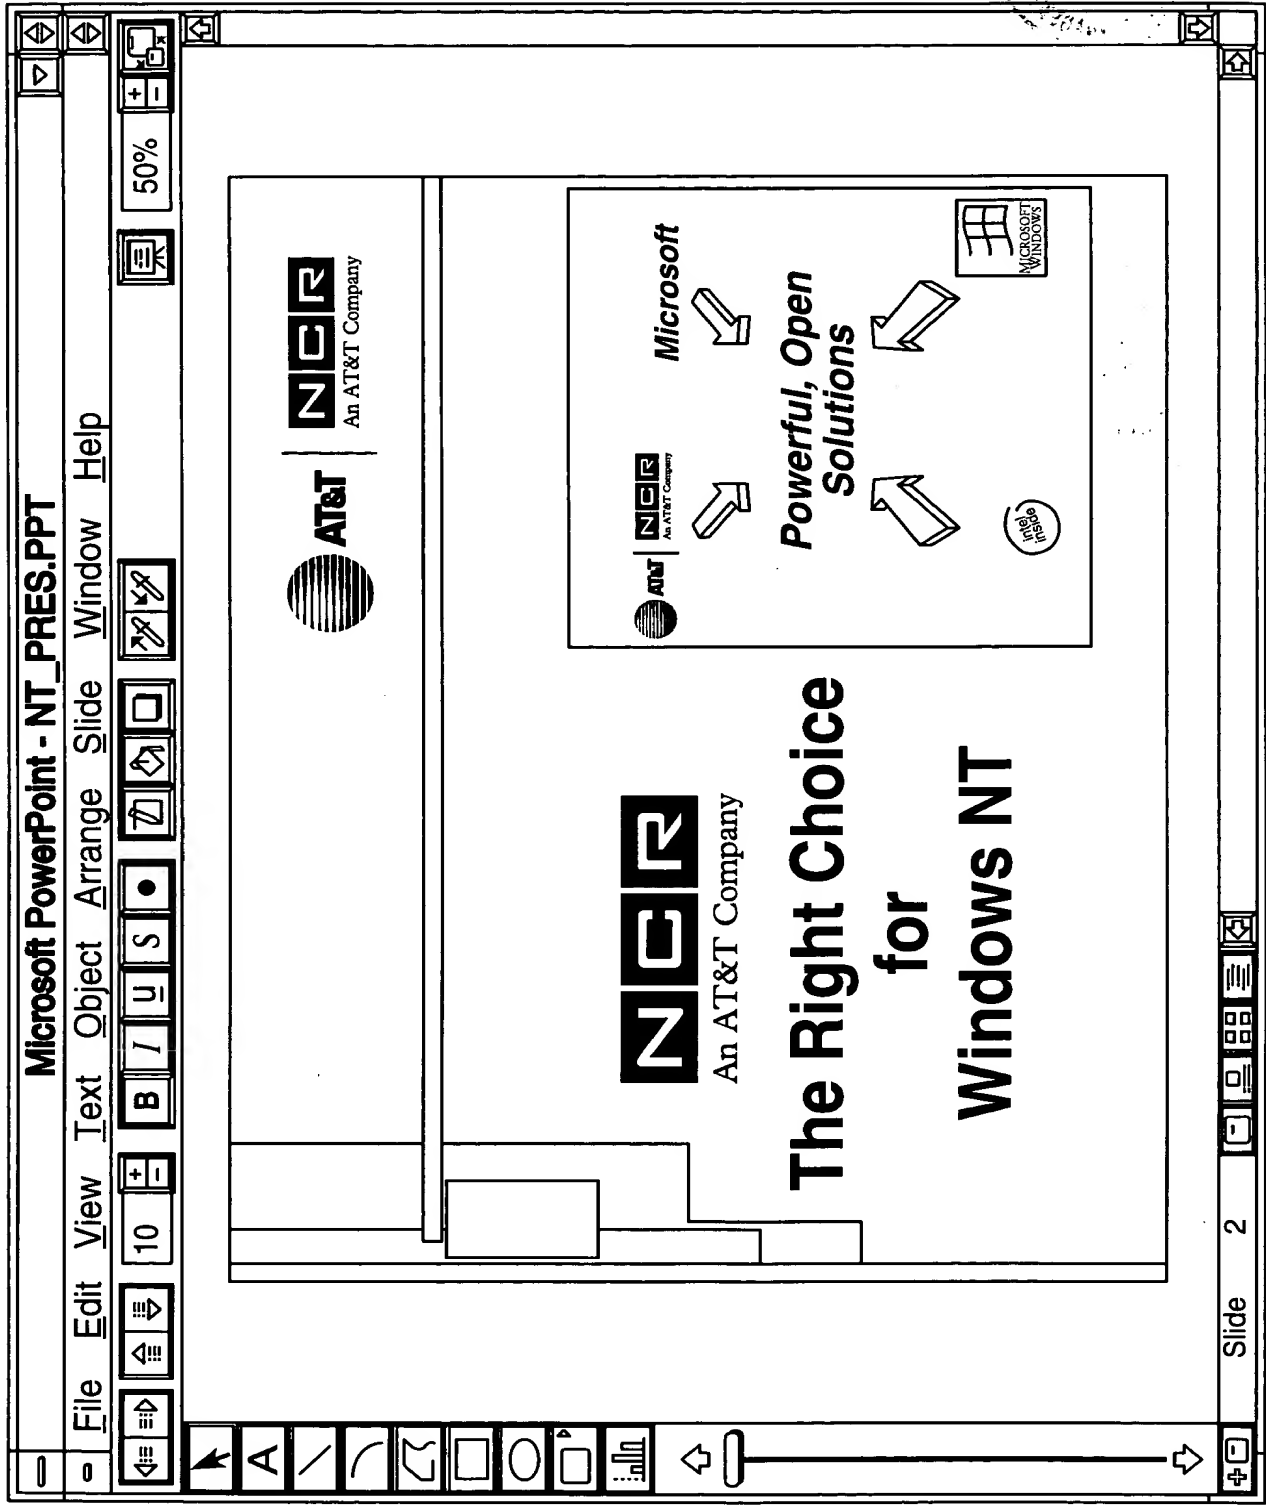 Microsoft PowerPoint - NT_PRES.PPT
File Edit View Text Object Arrange Slide Window Help
10 + − B I U S 50% + −
A
AT&T NCR
An AT&T Company
NCR
An AT&T Company
The Right Choice
for
Windows NT
AT&T NCR
An AT&T Company
Microsoft
Powerful, Open
Solutions
intel
inside
MICROSOFT
WINDOWS
Slide 2